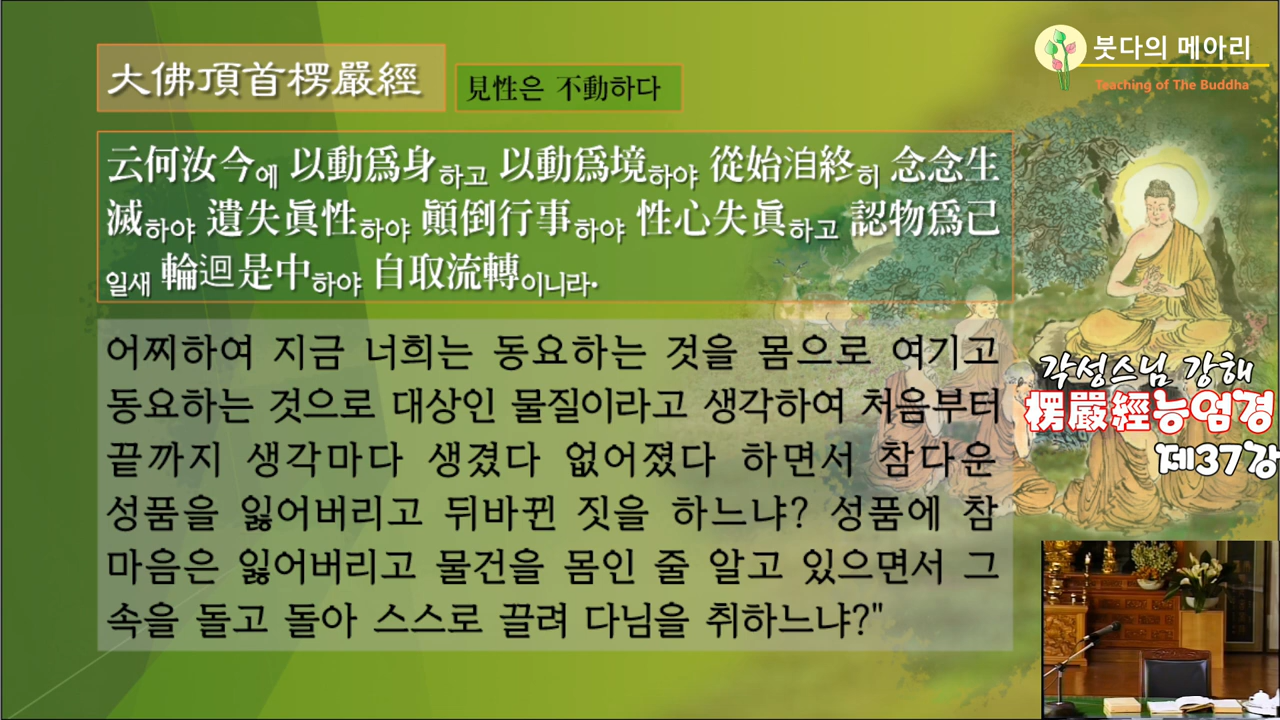 大佛頂首楞嚴經
見性은 不動하다
붓다의 메아리
Teaching of The Buddha
云何汝今에 以動爲身하고 以動爲境하야 從始洎終히 念念生
滅하야 遺失眞性하야 顚倒行事하야 性心失眞하고 認物爲己
일새 輪迴是中하야 自取流轉이니라.
어찌하여 지금 너희는 동요하는 것을 몸으로 여기고
동요하는 것으로 대상인 물질이라고 생각하여 처음부터
끝까지 생각마다 생겼다 없어졌다 하면서 참다운
성품을 잃어버리고 뒤바뀐 짓을 하느냐? 성품에 참
마음은 잃어버리고 물건을 몸인 줄 알고 있으면서 그
속을 돌고 돌아 스스로 끌려 다님을 취하느냐?"
각성스님 강해
楞嚴經능엄경
제37강